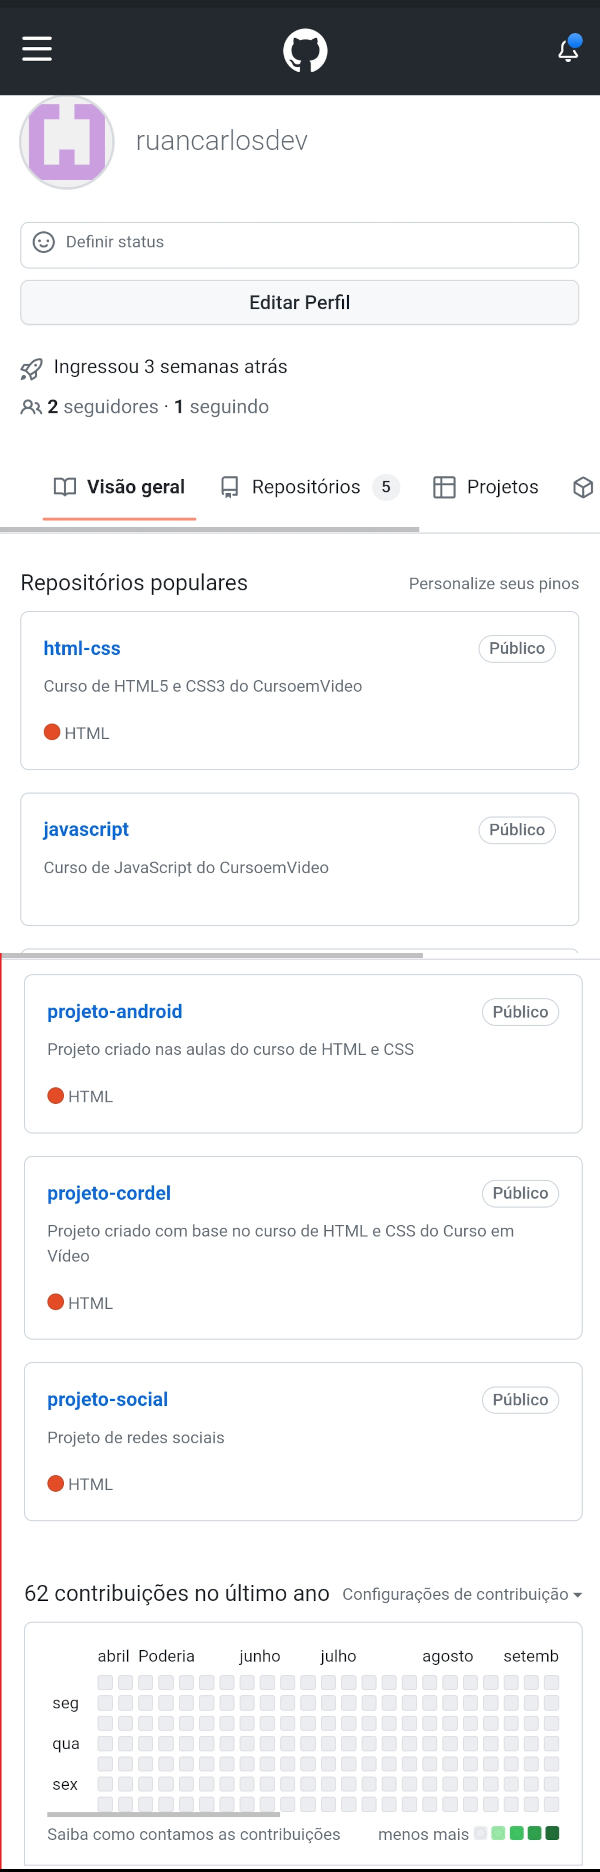 ruancarlosdev
Definir status
Editar Perfil
Ingressou 3 semanas atrás
2 seguidores · 1 seguindo
Visão geral Repositórios 5 Projetos
Repositórios populares Personalize seus pinos
html-css Público
Curso de HTML5 e CSS3 do CursoemVideo
HTML
javascript Público
Curso de JavaScript do CursoemVideo
projeto-android Público
Projeto criado nas aulas do curso de HTML e CSS
HTML
projeto-cordel Público
Projeto criado com base no curso de HTML e CSS do Curso em
Vídeo
HTML
projeto-social Público
Projeto de redes sociais
HTML
62 contribuições no último ano Configurações de contribuição
abril Poderia junho julho agosto setemb
seg
qua
sex
Saiba como contamos as contribuições menos mais